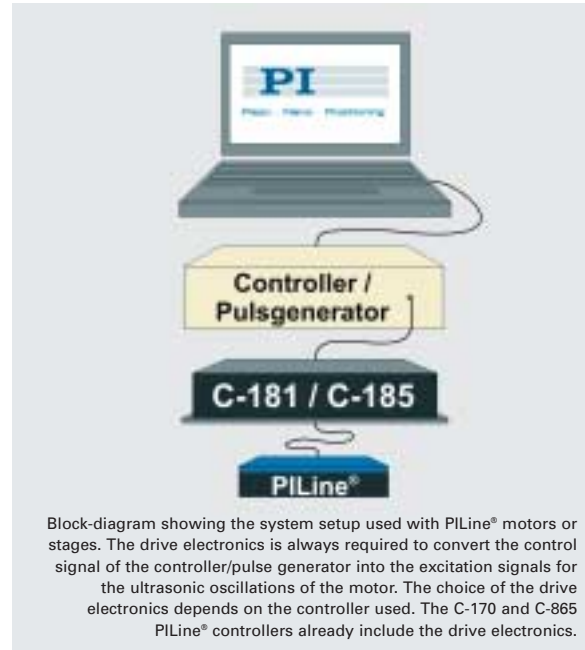 PI
Piezo Nano Positioning
Controller /
Pulsgenerator
C-181 / C-185
PILine®
Block-diagram showing the system setup used with PILine® motors or
stages. The drive electronics is always required to convert the control
signal of the controller/pulse generator into the excitation signals for
the ultrasonic oscillations of the motor. The choice of the drive
electronics depends on the controller used. The C-170 and C-865
PILine® controllers already include the drive electronics.